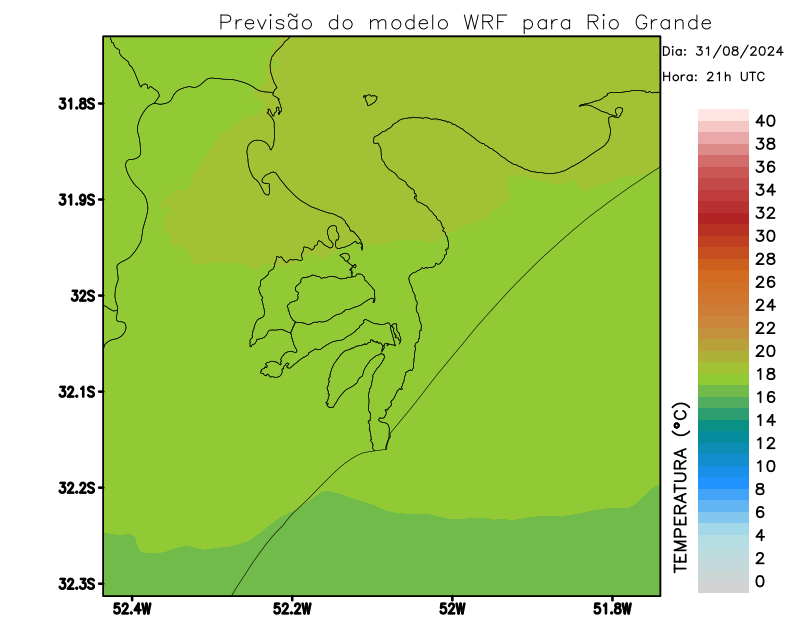 Previsão do modelo WRF para Rio Grande
Dia: 31/08/2024
Hora: 21h UTC
31.8S
31.9S
32S
32.1S
32.2S
32.3S
52.4W
52.2W
52W
51.8W
TEMPERATURA (°C)
40
38
36
34
32
30
28
26
24
22
20
18
16
14
12
10
8
6
4
2
0